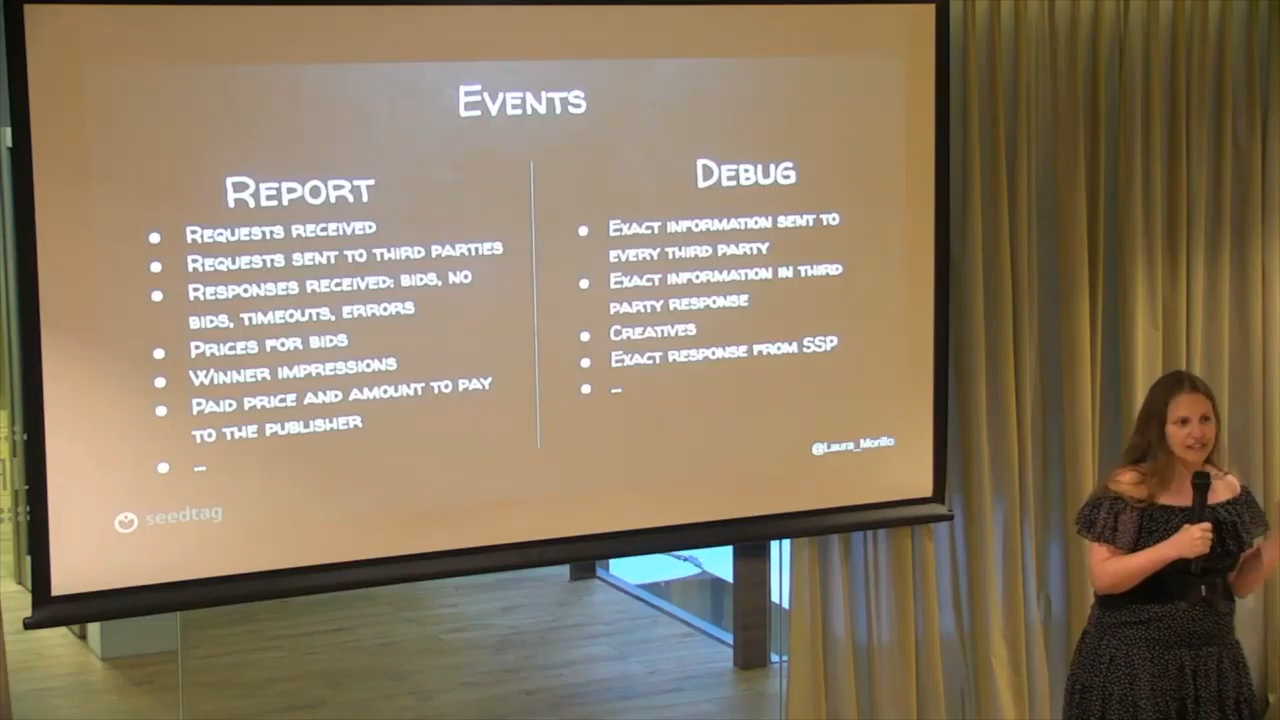 EVENTS
REPORT
REQUESTS RECEIVED
REQUESTS SENT TO THIRD PARTIES
RESPONSES RECEIVED: BIDS, NO
BIDS, TIMEOUTS, ERRORS
PRICES FOR BIDS
WINNER IMPRESSIONS
PAID PRICE AND AMOUNT TO PAY
TO THE PUBLISHER
...
DEBUG
EXACT INFORMATION SENT TO
EVERY THIRD PARTY
EXACT INFORMATION IN THIRD
PARTY RESPONSE
CREATIVES
EXACT RESPONSE FROM SSP
...
@Laura_Morillo
seedtag